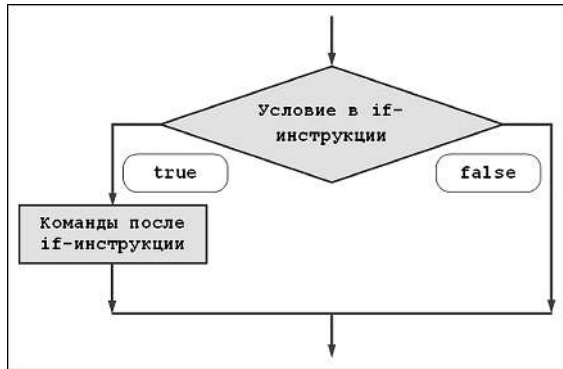 Условие в if-
инструкции
true
false
Команды после
if-инструкции